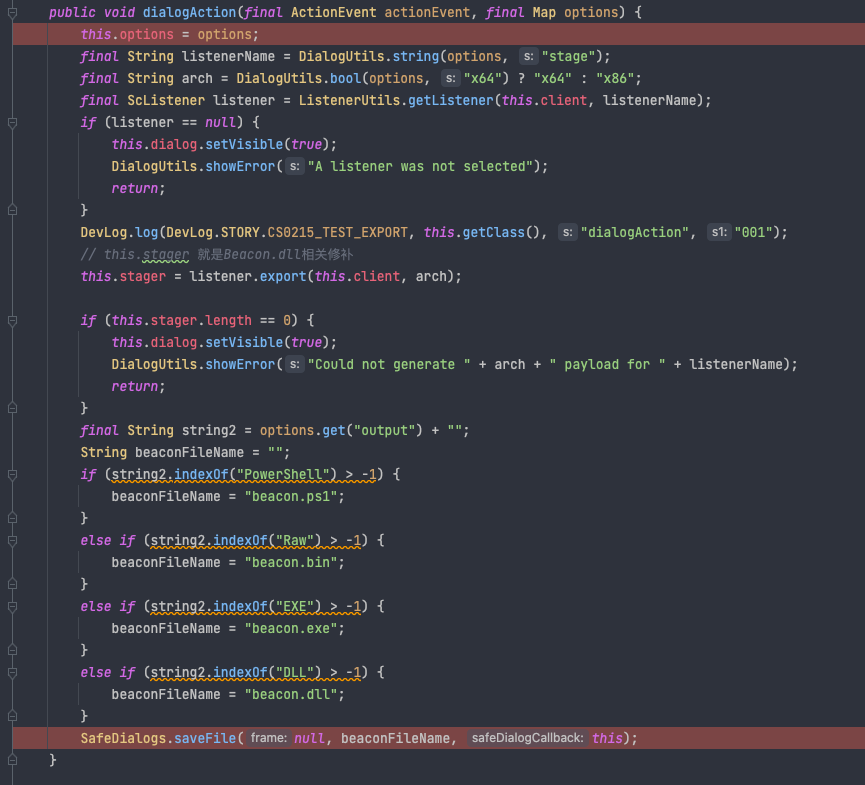 public void dialogAction(final ActionEvent actionEvent, final Map options) {
this.options = options;
final String listenerName = DialogUtils.string(options, s: "stage");
final String arch = DialogUtils.bool(options, s: "x64") ? "x64" : "x86";
final ScListener listener = ListenerUtils.getListener(this.client, listenerName);
if (listener == null) {
this.dialog.setVisible(true);
DialogUtils.showError( s: "A listener was not selected");
return;
}
DevLog.log(DevLog.STORY.CS0215_TEST_EXPORT, this.getClass(), s: "dialogAction", s1: "001");
// this.stager 就是Beacon.dll相关修补
this.stager = listener.export(this.client, arch);
if (this.stager.length == 0) {
this.dialog.setVisible(true);
DialogUtils.showError( s: "Could not generate " + arch + " payload for " + listenerName);
return;
}
final String string2 = options.get("output") + "";
String beaconFileName = "";
if (string2.indexOf("PowerShell") > -1) {
beaconFileName = "beacon.ps1";
}
else if (string2.indexOf("Raw") > -1) {
beaconFileName = "beacon.bin";
}
else if (string2.indexOf("EXE") > -1) {
beaconFileName = "beacon.exe";
}
else if (string2.indexOf("DLL") > -1) {
beaconFileName = "beacon.dll";
}
SafeDialogs.saveFile( frame: null, beaconFileName, safeDialogCallback: this);
}